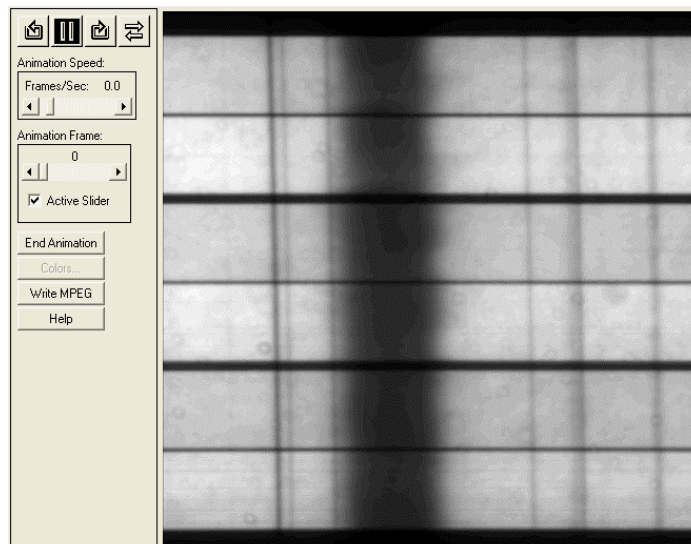 Animation Speed:
Frames/Sec: 0.0
Animation Frame:
0
Active Slider
End Animation
Colors...
Write MPEG
Help